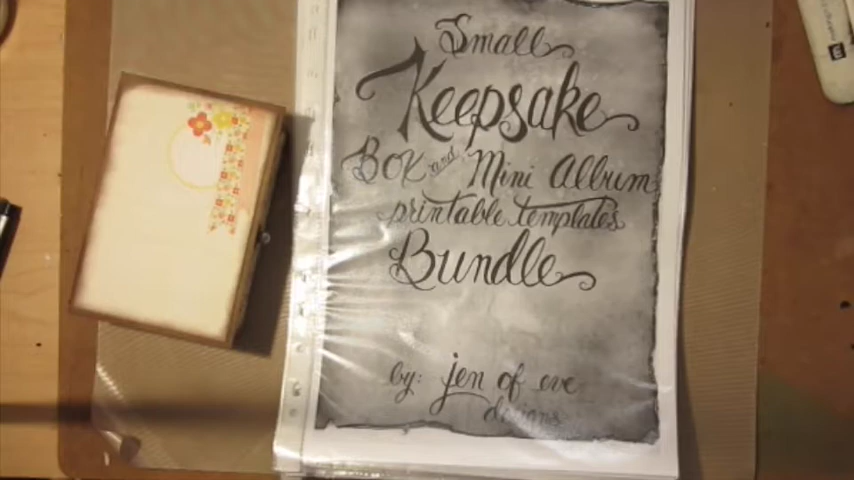 Small
Keepsake
Box and Mini Album
printable templates
Bundle
by: jen of eve
designs